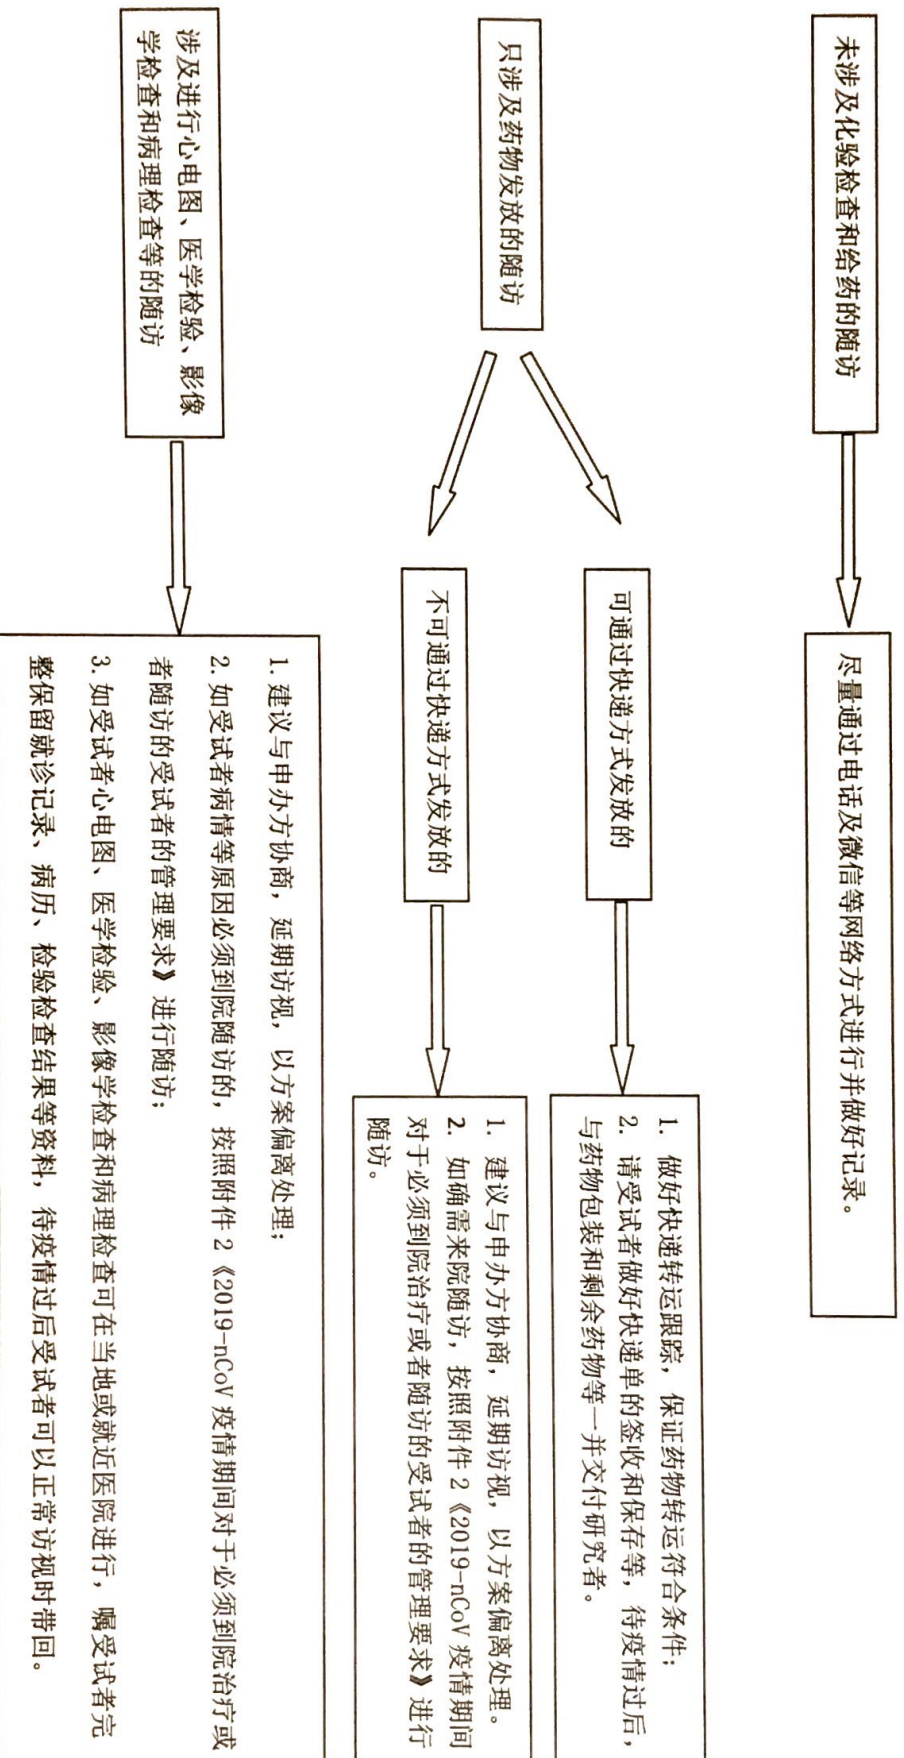 未涉及化验检查和给药的随访
尽量通过电话及微信等网络方式进行并做好记录。
只涉及药物发放的随访
可通过快递方式发放的
1. 做好快递转运跟踪，保证药物转运符合条件；
2. 请受试者做好快递单的签收和保存等，待疫情过后，
与药物包装和剩余药物等一并交付研究者。
不可通过快递方式发放的
1. 建议与申办方协商，延期访视，以方案偏离处理。
2. 如确需来院随访，按照附件 2《2019-nCoV 疫情期间
对于必须到院治疗或者随访的受试者的管理要求》进行
随访。
涉及进行心电图、医学检验、影像
学检查和病理检查等的随访
1. 建议与申办方协商，延期访视，以方案偏离处理；
2. 如受试者病情等原因必须到院随访的，按照附件 2《2019-nCoV 疫情期间对于必须到院治疗或
者随访的受试者的管理要求》进行随访；
3. 如受试者心电图、医学检验、影像学检查和病理检查可在当地或就近医院进行，嘱受试者完
整保留就诊记录、病历、检验检查结果等资料，待疫情过后受试者可以正常访视时带回。